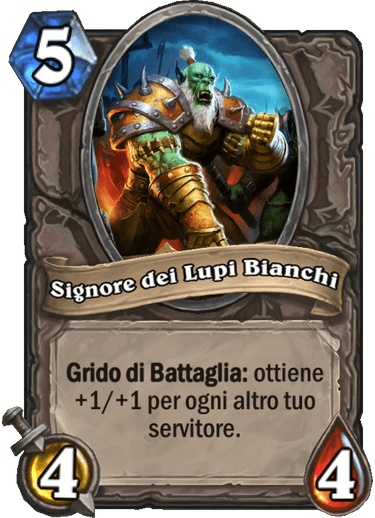 5
Signore dei Lupi Bianchi
Grido di Battaglia: ottiene
+1/+1 per ogni altro tuo
servitore.
4
4